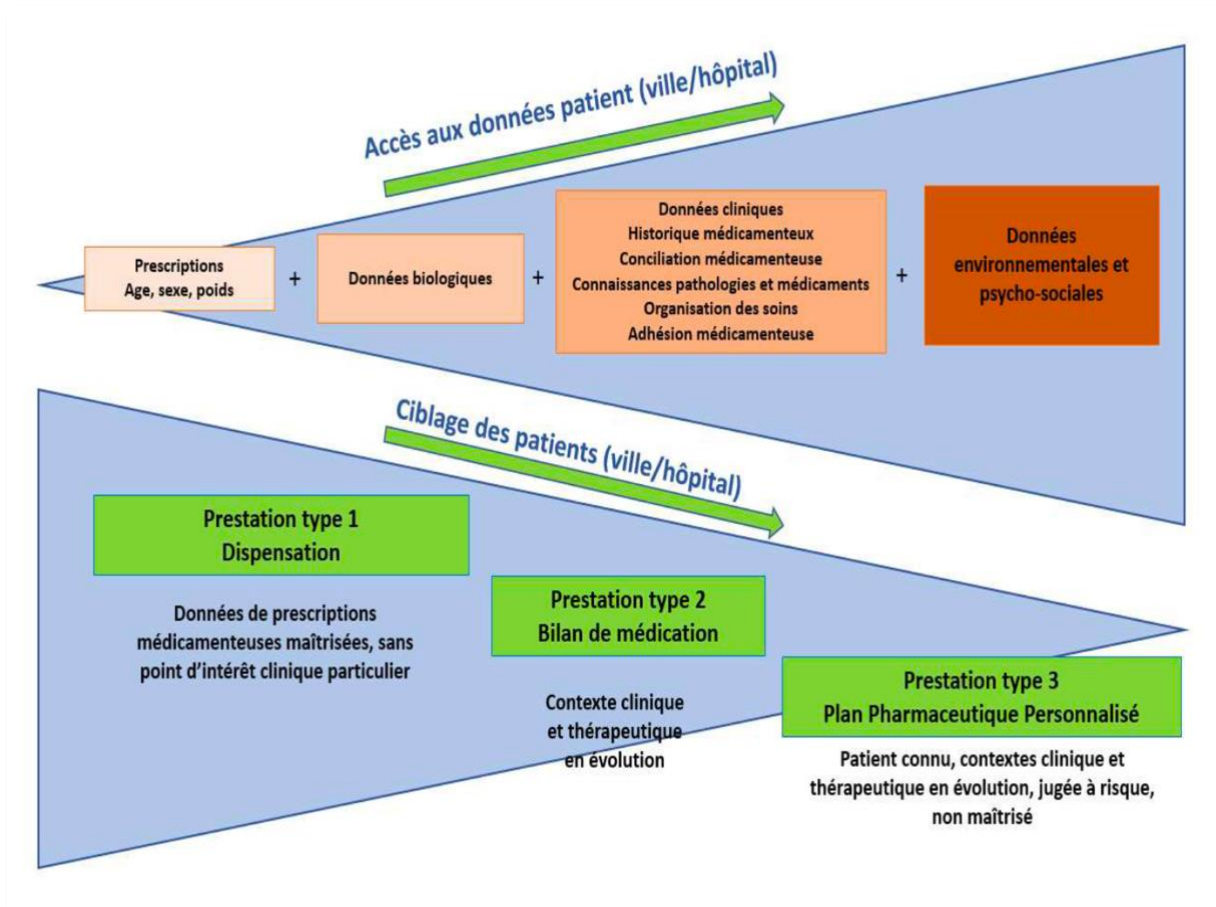 Accès aux données patient (ville/hôpital)
Prescriptions
Age, sexe, poids
+
Données biologiques
+
Données cliniques
Historique médicamenteux
Conciliation médicamenteuse
Connaissances pathologies et médicaments
Organisation des soins
Adhésion médicamenteuse
+
Données
environnementales et
psycho-sociales
Ciblage des patients (ville/hôpital)
Prestation type 1
Dispensation
Données de prescriptions
médicamenteuses maîtrisées, sans
point d’intérêt clinique particulier
Prestation type 2
Bilan de médication
Contexte clinique
et thérapeutique
en évolution
Prestation type 3
Plan Pharmaceutique Personnalisé
Patient connu, contextes clinique et
thérapeutique en évolution, jugée à risque,
non maîtrisé